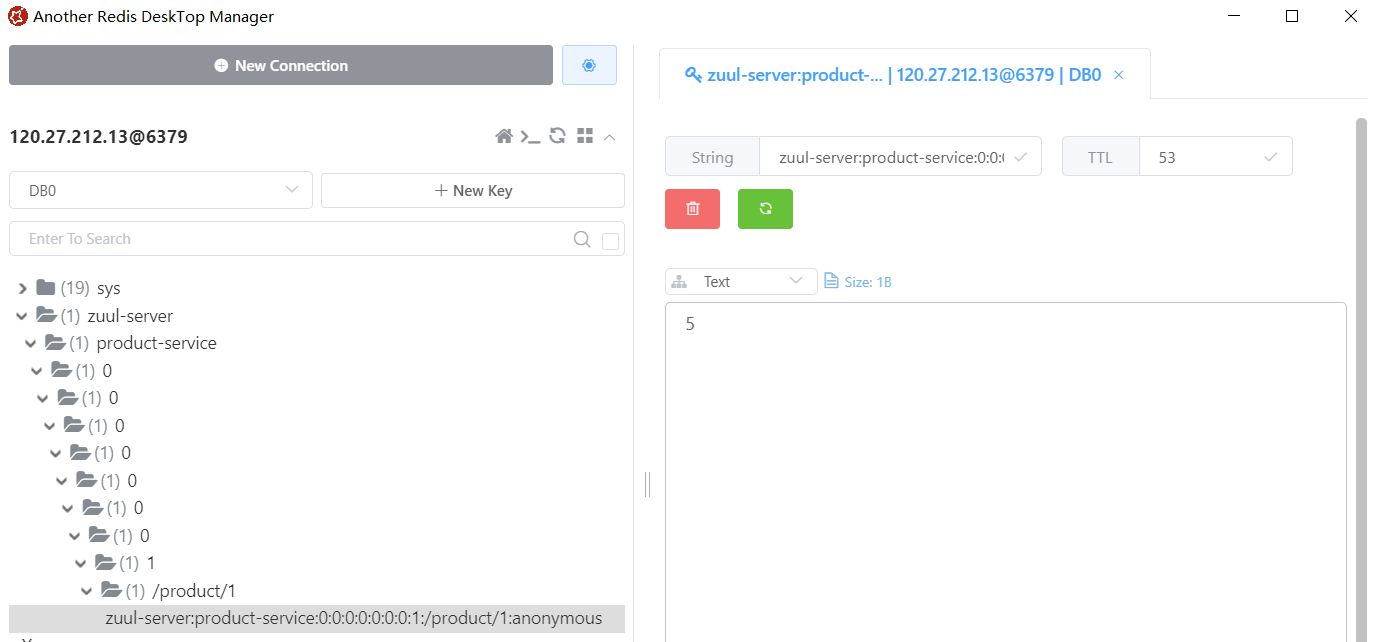 Another Redis DeskTop Manager
New Connection
120.27.212.13@6379
DB0
New Key
Enter To Search
(19) sys
(1) zuul-server
(1) product-service
(1) 0
(1) 0
(1) 0
(1) 0
(1) 0
(1) 0
(1) 0
(1) 1
(1) /product/1
zuul-server:product-service:0:0:0:0:0:0:0:1:/product/1:anonymous
zuul-server:product-... | 120.27.212.13@6379 | DB0
String
zuul-server:product-service:0:0:
TTL
53
Text
Size: 1B
5